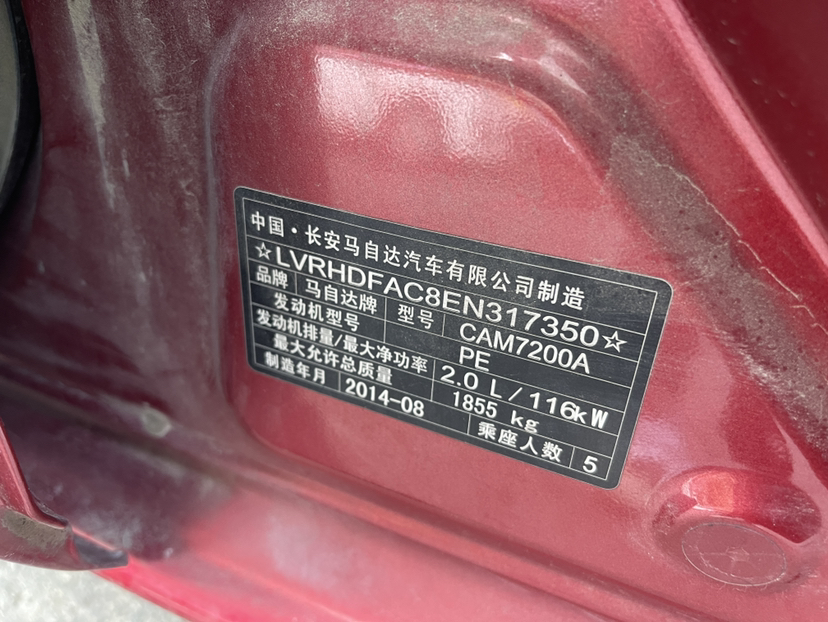 中国·长安马自达汽车有限公司制造
☆LVRHDFAC8EN317350☆
品牌 马自达牌 型号 CAM7200A
发动机型号 PE
发动机排量/最大净功率 2.0 L/116kW
最大允许总质量 1855 kg
制造年月 2014-08 乘座人数 5